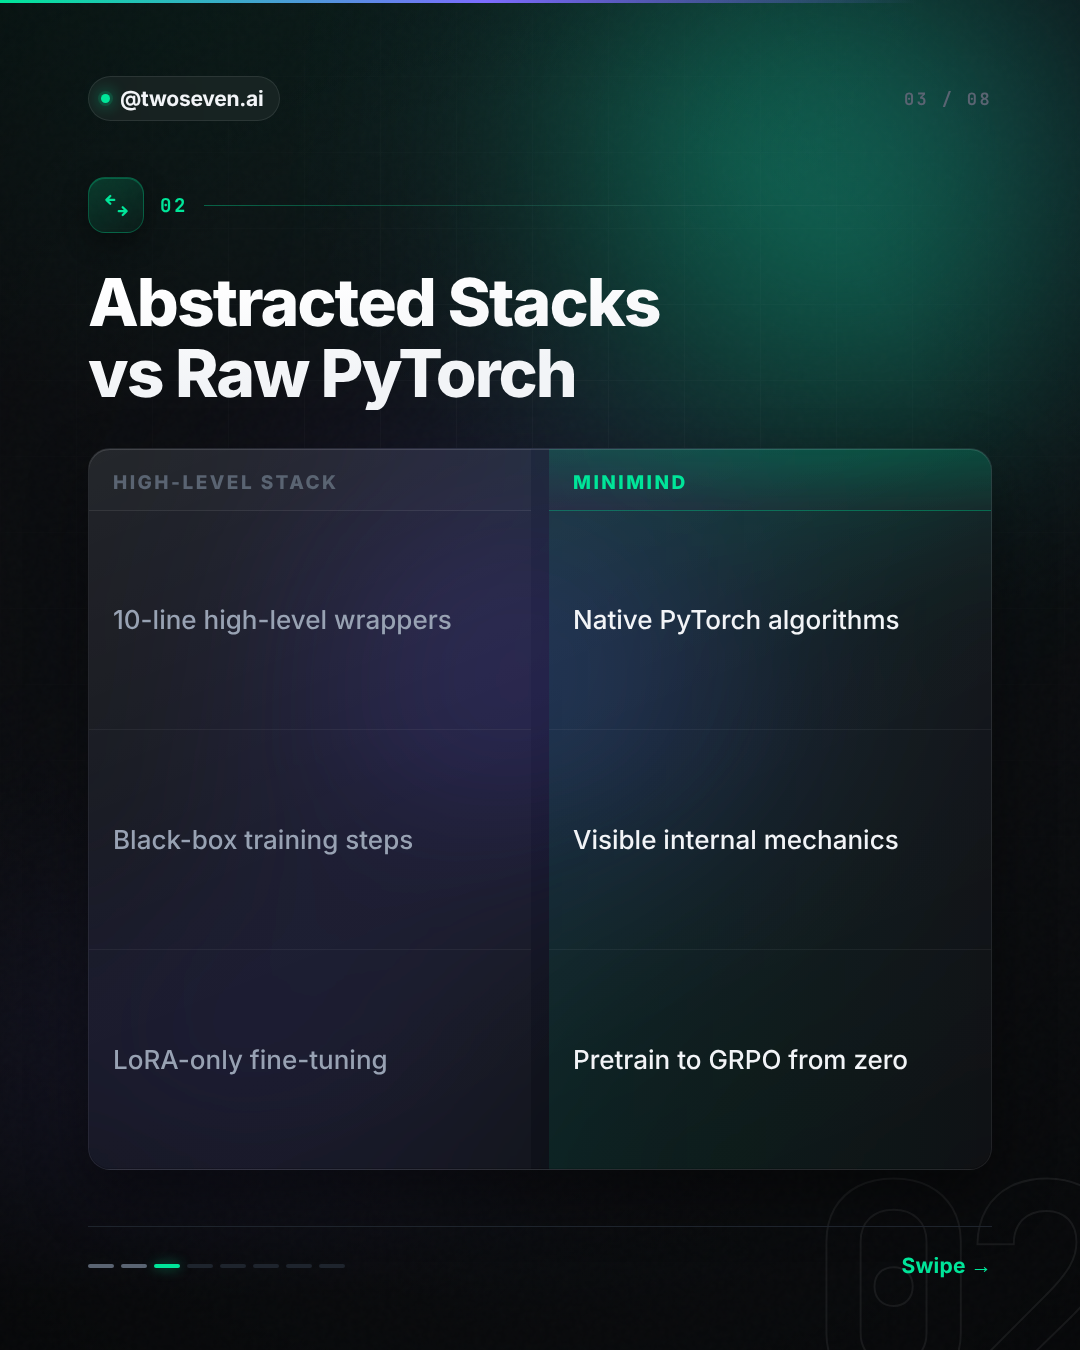 @twoseven.ai
03 / 08
02
Abstracted Stacks
vs Raw PyTorch
HIGH-LEVEL STACK
MINIMIND
10-line high-level wrappers
Native PyTorch algorithms
Black-box training steps
Visible internal mechanics
LoRA-only fine-tuning
Pretrain to GRPO from zero
02
Swipe →